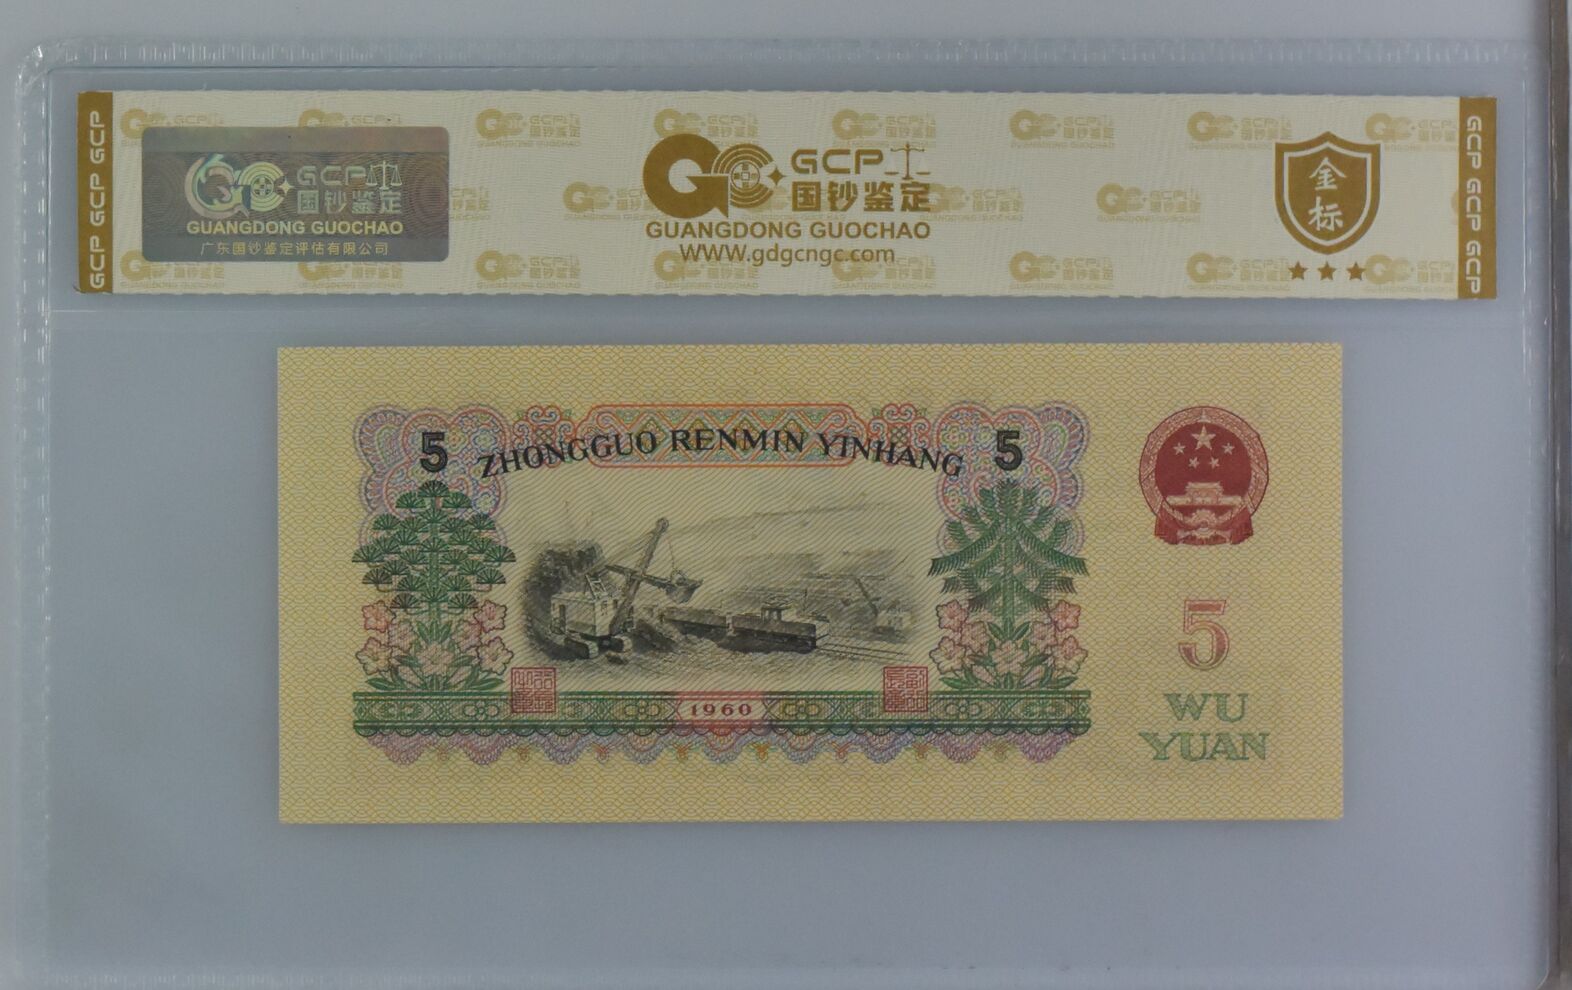 GCP GCP GCP
GCP
国钞鉴定
GUANGDONG GUOCHAO
广东国钞鉴定评估有限公司
GCP
国钞鉴定
GUANGDONG GUOCHAO
WWW.gdgcngc.com
金
标
GCP GCP GCP
5 ZHONGGUO RENMIN YINHANG 5
1960
5
WU
YUAN